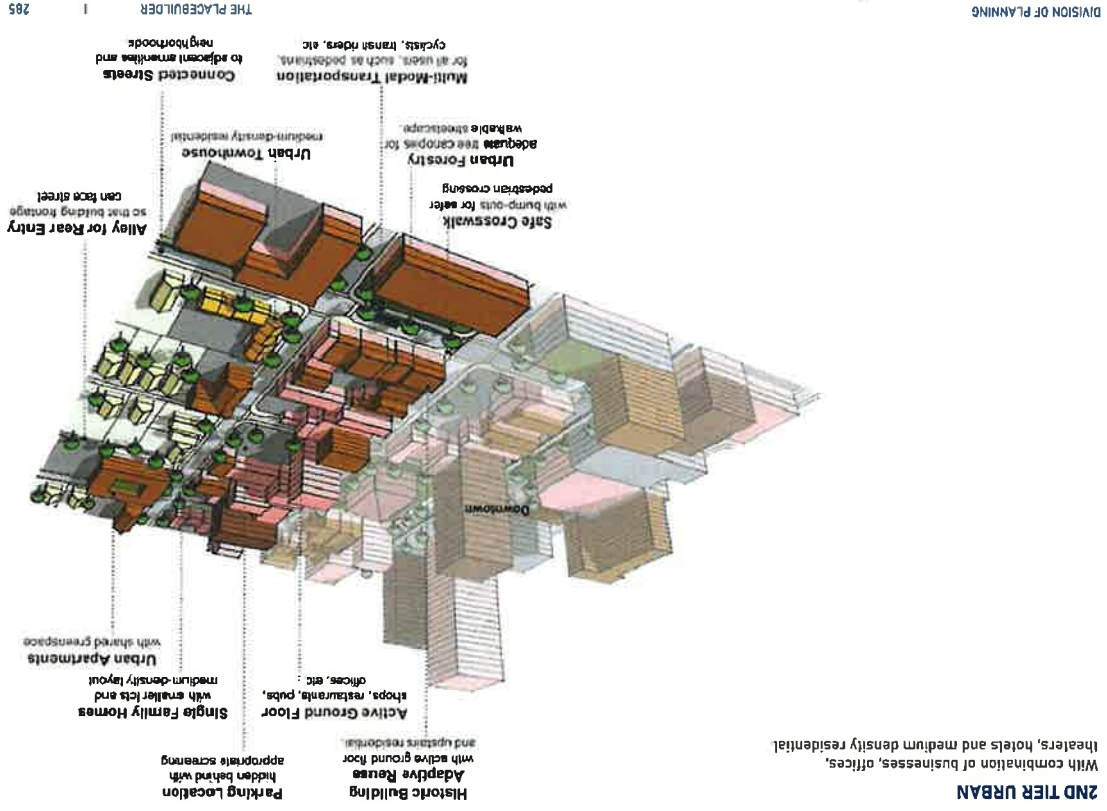 2ND TIER URBAN
With combination of businesses, offices,
theaters, hotels and medium density residential.
Historic Building
Adaptive Reuse
with active ground floor
and upstairs residential.
Parking Location
hidden behind with
appropriate screening
Active Ground Floor
shops, restaurants, pubs,
offices, etc
Single Family Homes
with smaller lots and
medium-density layout
Urban Apartments
with shared greenspace
Downtown
Alley for Rear Entry
so that building frontage
can face street
Safe Crosswalk
with bump-outs for safer
pedestrian crossing
Urban Forestry
adequate tree canopies for
walkable streetscape.
Urban Townhouse
medium-density residential
Multi-Modal Transportation
for all users, such as pedestrians,
cyclists, transit riders, etc
Connected Streets
to adjacent amenities and
neighborhoods
DIVISION OF PLANNING
THE PLACEBUILDER | 285